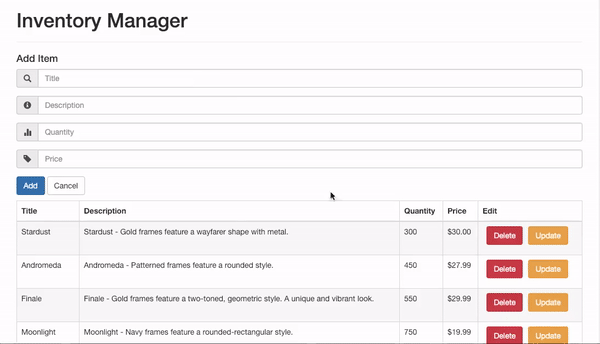 Inventory Manager
Add Item
Title
Description
Quantity
Price
Add Cancel
Title Description Quantity Price Edit
Stardust Stardust - Gold frames feature a wayfarer shape with metal. 300 $30.00 Delete Update
Andromeda Andromeda - Patterned frames feature a rounded style. 450 $27.99 Delete Update
Finale Finale - Gold frames feature a two-toned, geometric style. A unique and vibrant look. 550 $29.99 Delete Update
Moonlight Moonlight - Navy frames feature a rounded-rectangular style. 750 $19.99 Delete Update